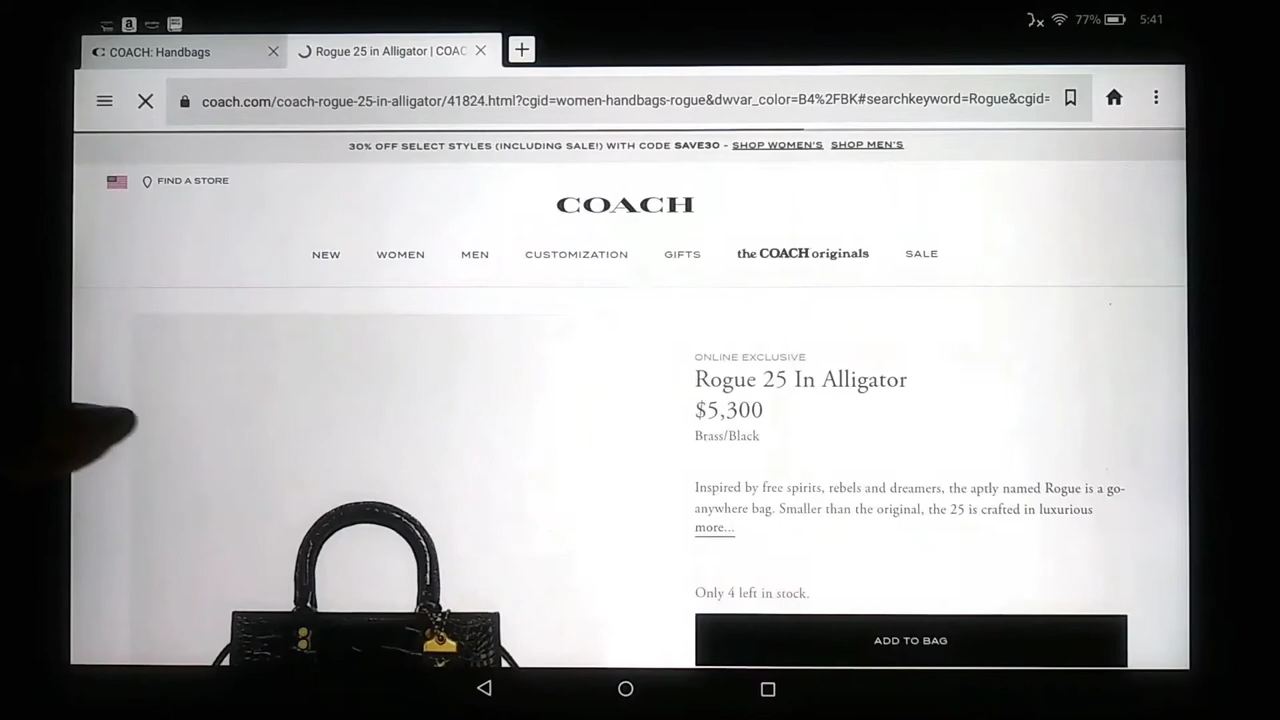 77% 5:41
COACH: Handbags
Rogue 25 in Alligator | COAC
coach.com/coach-rogue-25-in-alligator/41824.html?cgid=women-handbags-rogue&dwvar_color=B4%2FBK#searchkeyword=Rogue&cgid=
30% OFF SELECT STYLES (INCLUDING SALE!) WITH CODE SAVE30 - SHOP WOMEN'S SHOP MEN'S
FIND A STORE
COACH
NEW WOMEN MEN CUSTOMIZATION GIFTS the COACH originals SALE
ONLINE EXCLUSIVE
Rogue 25 In Alligator
$5,300
Brass/Black
Inspired by free spirits, rebels and dreamers, the aptly named Rogue is a go-
anywhere bag. Smaller than the original, the 25 is crafted in luxurious
more...
Only 4 left in stock.
ADD TO BAG